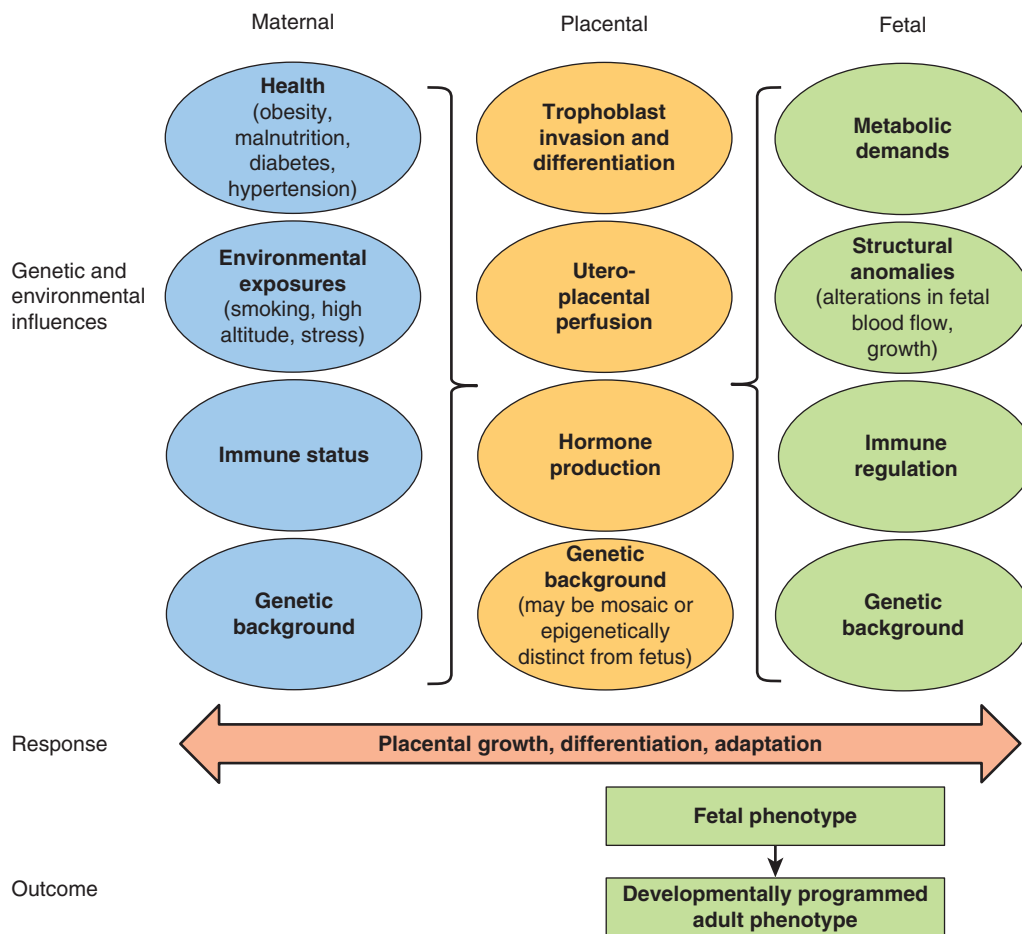 Maternal
Placental
Fetal
Genetic and
environmental
influences
Health
(obesity,
malnutrition,
diabetes,
hypertension)
Environmental
exposures
(smoking, high
altitude, stress)
Immune status
Genetic
background
Trophoblast
invasion and
differentiation
Utero-
placental
perfusion
Hormone
production
Genetic
background
(may be mosaic or
epigenetically
distinct from fetus)
Metabolic
demands
Structural
anomalies
(alterations in fetal
blood flow,
growth)
Immune
regulation
Genetic
background
Response
Placental growth, differentiation, adaptation
Fetal phenotype
Outcome
Developmentally programmed
adult phenotype